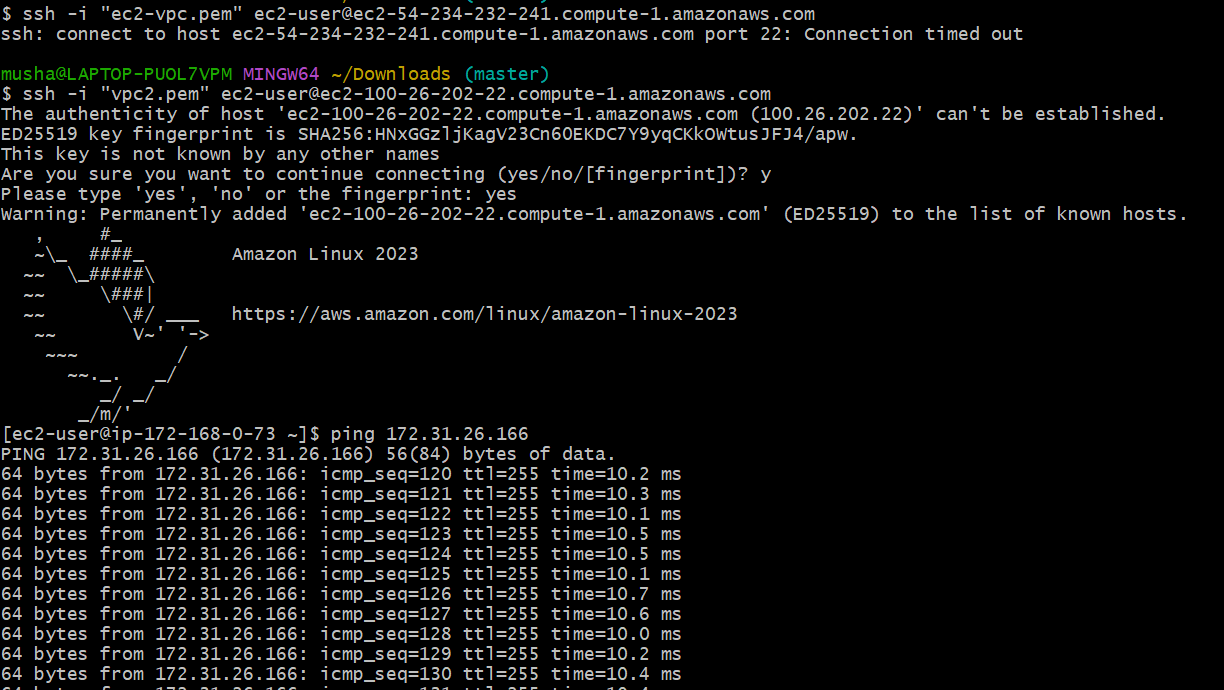 $ ssh -i "ec2-vpc.pem" ec2-user@ec2-54-234-232-241.compute-1.amazonaws.com
ssh: connect to host ec2-54-234-232-241.compute-1.amazonaws.com port 22: Connection timed out
musha@LAPTOP-PUOL7VPM MINGW64 ~/Downloads (master)
$ ssh -i "vpc2.pem" ec2-user@ec2-100-26-202-22.compute-1.amazonaws.com
The authenticity of host 'ec2-100-26-202-22.compute-1.amazonaws.com (100.26.202.22)' can't be established.
ED25519 key fingerprint is SHA256:HNxGGzljKagV23Cn60EKDC7Y9yqCKkOWtusJFJ4/apw.
This key is not known by any other names
Are you sure you want to continue connecting (yes/no/[fingerprint])? y
Please type 'yes', 'no' or the fingerprint: yes
Warning: Permanently added 'ec2-100-26-202-22.compute-1.amazonaws.com' (ED25519) to the list of known hosts.
   ,     #_
   ~\_  ####_        Amazon Linux 2023
  ~~  \_#####\
  ~~     \###|
  ~~       \#/ ___   https://aws.amazon.com/linux/amazon-linux-2023
   ~~       V~' '->
    ~~~         /
      ~~._.   _/
         _/ _/
       _/m/'
[ec2-user@ip-172-168-0-73 ~]$ ping 172.31.26.166
PING 172.31.26.166 (172.31.26.166) 56(84) bytes of data.
64 bytes from 172.31.26.166: icmp_seq=120 ttl=255 time=10.2 ms
64 bytes from 172.31.26.166: icmp_seq=121 ttl=255 time=10.3 ms
64 bytes from 172.31.26.166: icmp_seq=122 ttl=255 time=10.1 ms
64 bytes from 172.31.26.166: icmp_seq=123 ttl=255 time=10.5 ms
64 bytes from 172.31.26.166: icmp_seq=124 ttl=255 time=10.5 ms
64 bytes from 172.31.26.166: icmp_seq=125 ttl=255 time=10.1 ms
64 bytes from 172.31.26.166: icmp_seq=126 ttl=255 time=10.7 ms
64 bytes from 172.31.26.166: icmp_seq=127 ttl=255 time=10.6 ms
64 bytes from 172.31.26.166: icmp_seq=128 ttl=255 time=10.0 ms
64 bytes from 172.31.26.166: icmp_seq=129 ttl=255 time=10.2 ms
64 bytes from 172.31.26.166: icmp_seq=130 ttl=255 time=10.4 ms